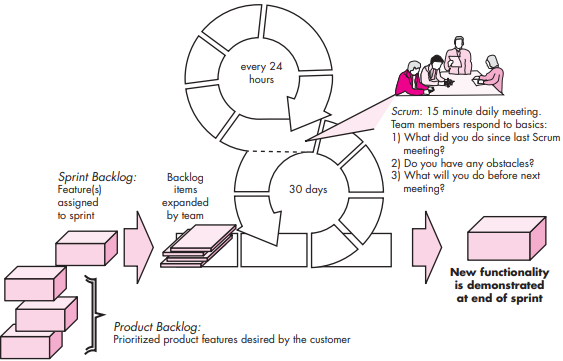 every 24
hours
Scrum: 15 minute daily meeting.
Team members respond to basics:
1) What did you do since last Scrum
meeting?
2) Do you have any obstacles?
3) What will you do before next
meeting?
Sprint Backlog:
Feature(s)
assigned
to sprint
Backlog
items
expanded
by team
30 days
New functionality
is demonstrated
at end of sprint
Product Backlog:
Prioritized product features desired by the customer